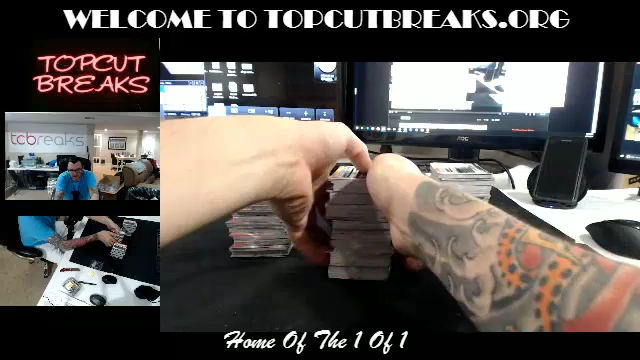 WELCOME TO TOPCUTBREAKS.ORG
TOPCUT
BREAKS
tcbreaks
AOC
Home Of The 1 Of 1